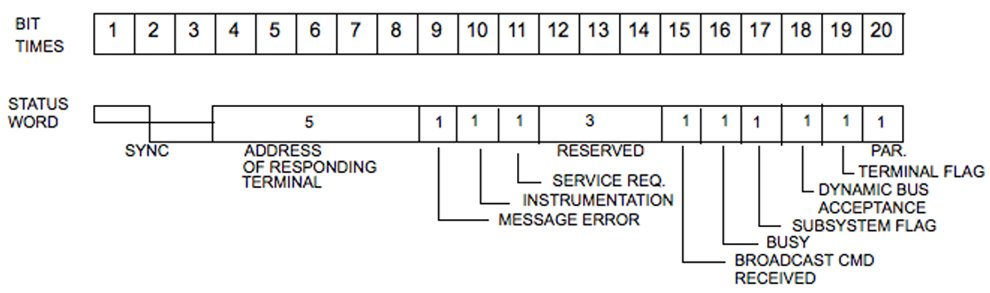 BIT
TIMES
1 2 3 4 5 6 7 8 9 10 11 12 13 14 15 16 17 18 19 20
STATUS
WORD
5 1 1 1 3 1 1 1 1 1 1
SYNC
ADDRESS
OF RESPONDING
TERMINAL
RESERVED
PAR.
TERMINAL FLAG
SERVICE REQ.
DYNAMIC BUS
ACCEPTANCE
INSTRUMENTATION
MESSAGE ERROR
SUBSYSTEM FLAG
BUSY
BROADCAST CMD
RECEIVED